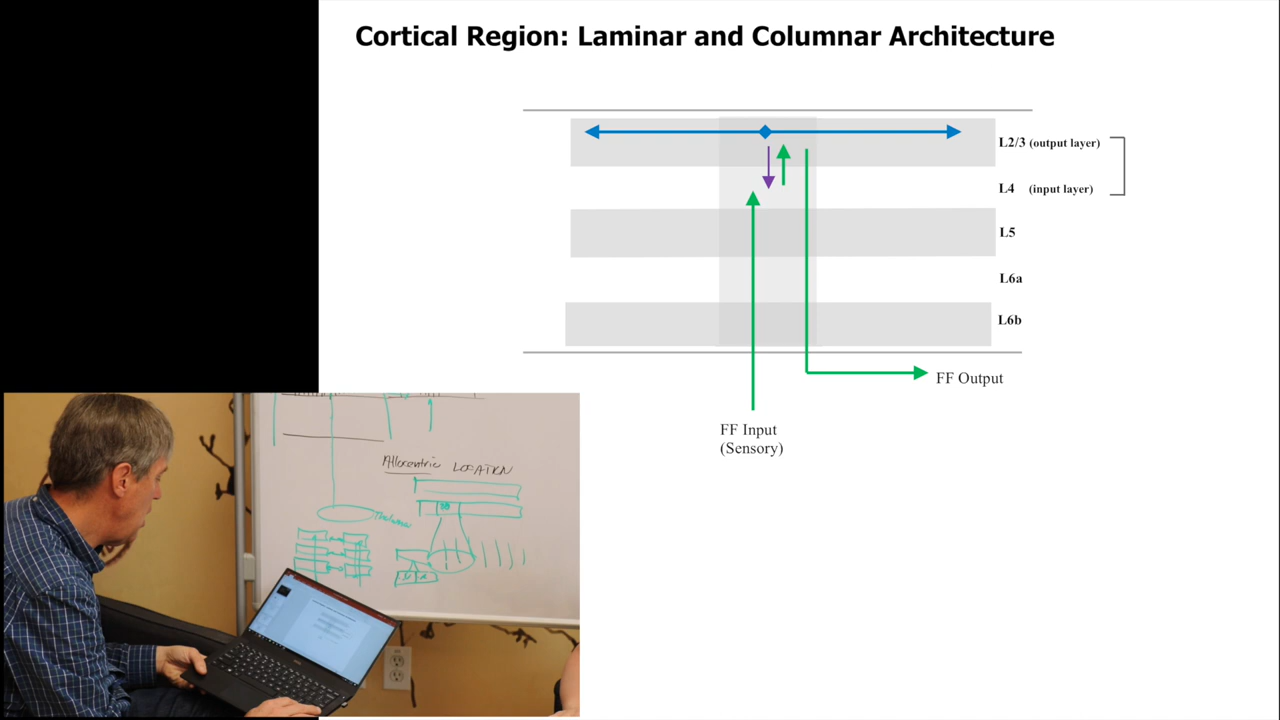 Cortical Region: Laminar and Columnar Architecture
L2/3 (output layer)
L4 (input layer)
L5
L6a
L6b
FF Output
FF Input
(Sensory)
Allocentric LOCATION
Thalamus